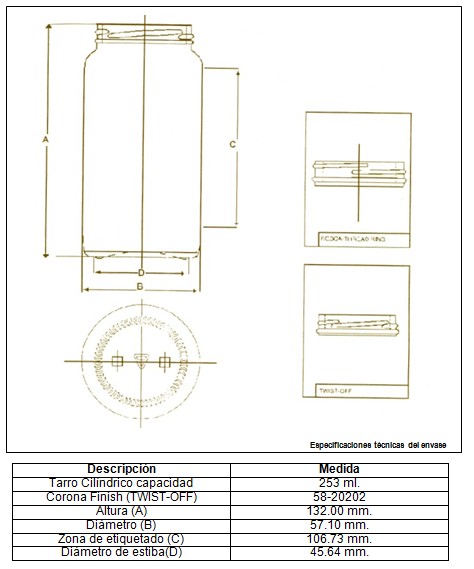 A
C
D
B
ROSCA-THREAD RING
TWIST-OFF
Especificaciones técnicas del envase
Descripción Medida
Tarro Cilíndrico capacidad 253 ml.
Corona Finish (TWIST-OFF) 58-20202
Altura (A) 132.00 mm.
Diámetro (B) 57.10 mm.
Zona de etiquetado (C) 106.73 mm.
Diámetro de estiba(D) 45.64 mm.